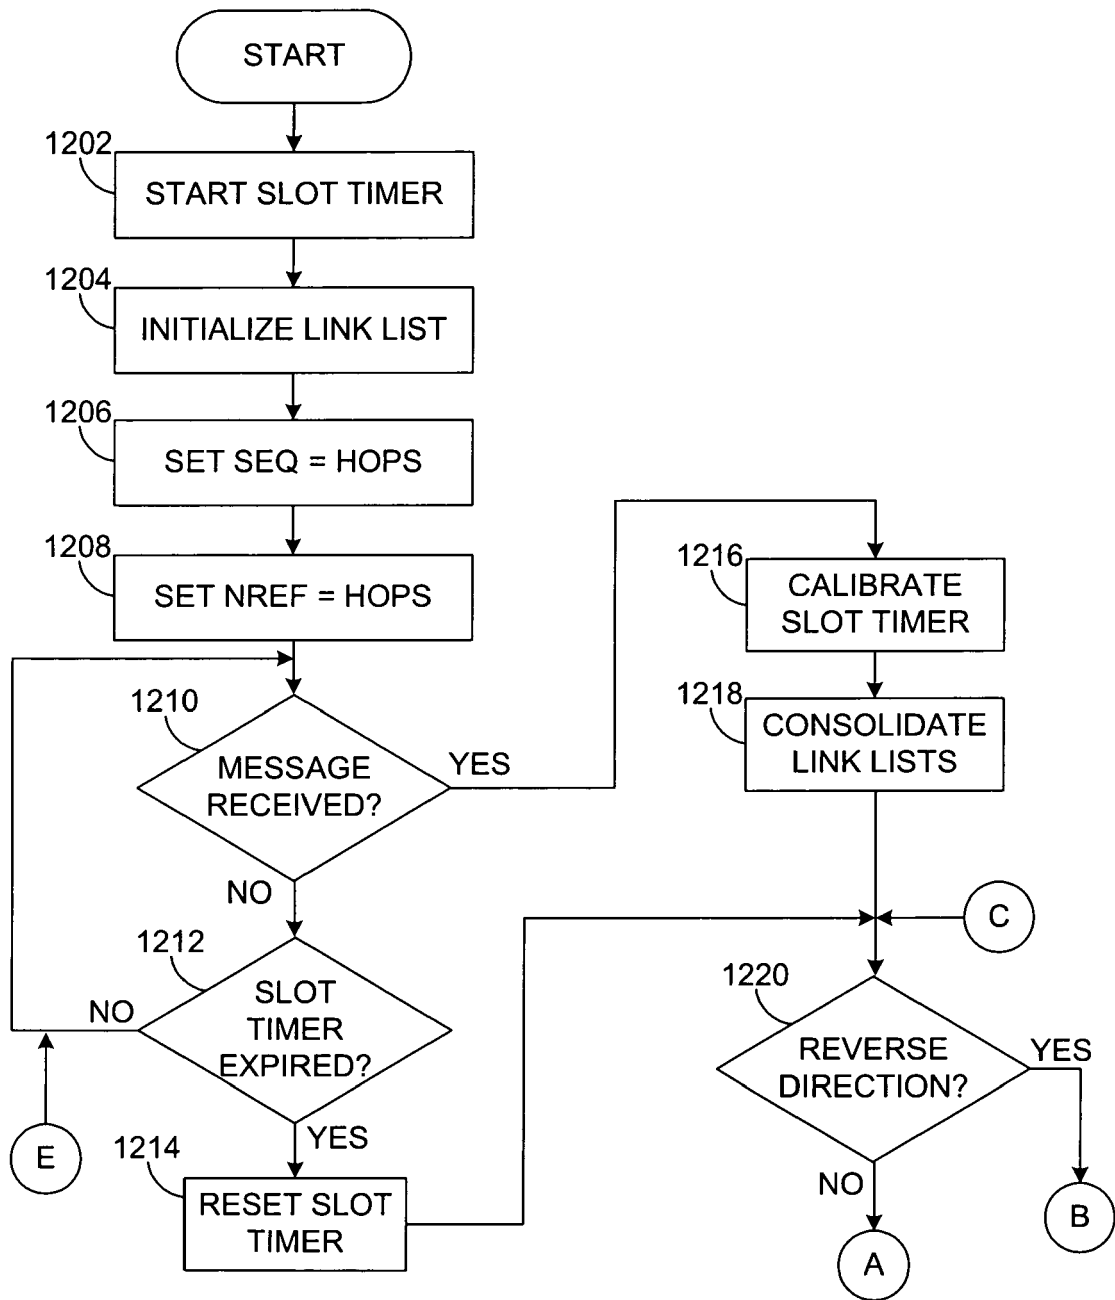 START
1202
START SLOT TIMER
1204
INITIALIZE LINK LIST
1206
SET SEQ = HOPS
1208
SET NREF = HOPS
1210
MESSAGE
RECEIVED?
YES
NO
1212
SLOT
TIMER
EXPIRED?
NO
YES
E
1214
RESET SLOT
TIMER
1216
CALIBRATE
SLOT TIMER
1218
CONSOLIDATE
LINK LISTS
C
1220
REVERSE
DIRECTION?
YES
NO
B
A